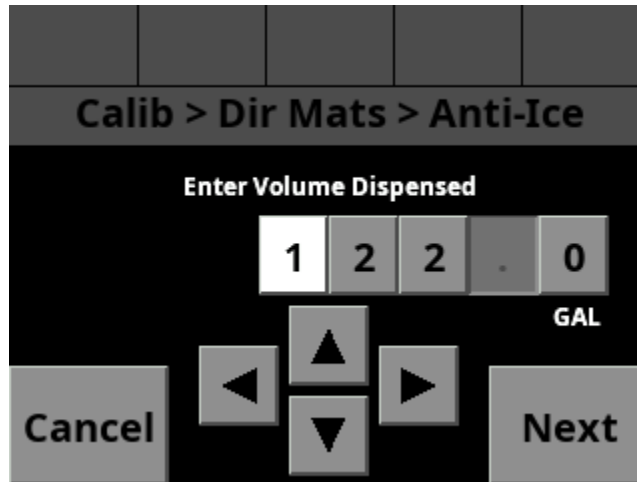 Calib > Dir Mats > Anti-Ice
Enter Volume Dispensed
1 2 2 . 0
GAL
Cancel
Next